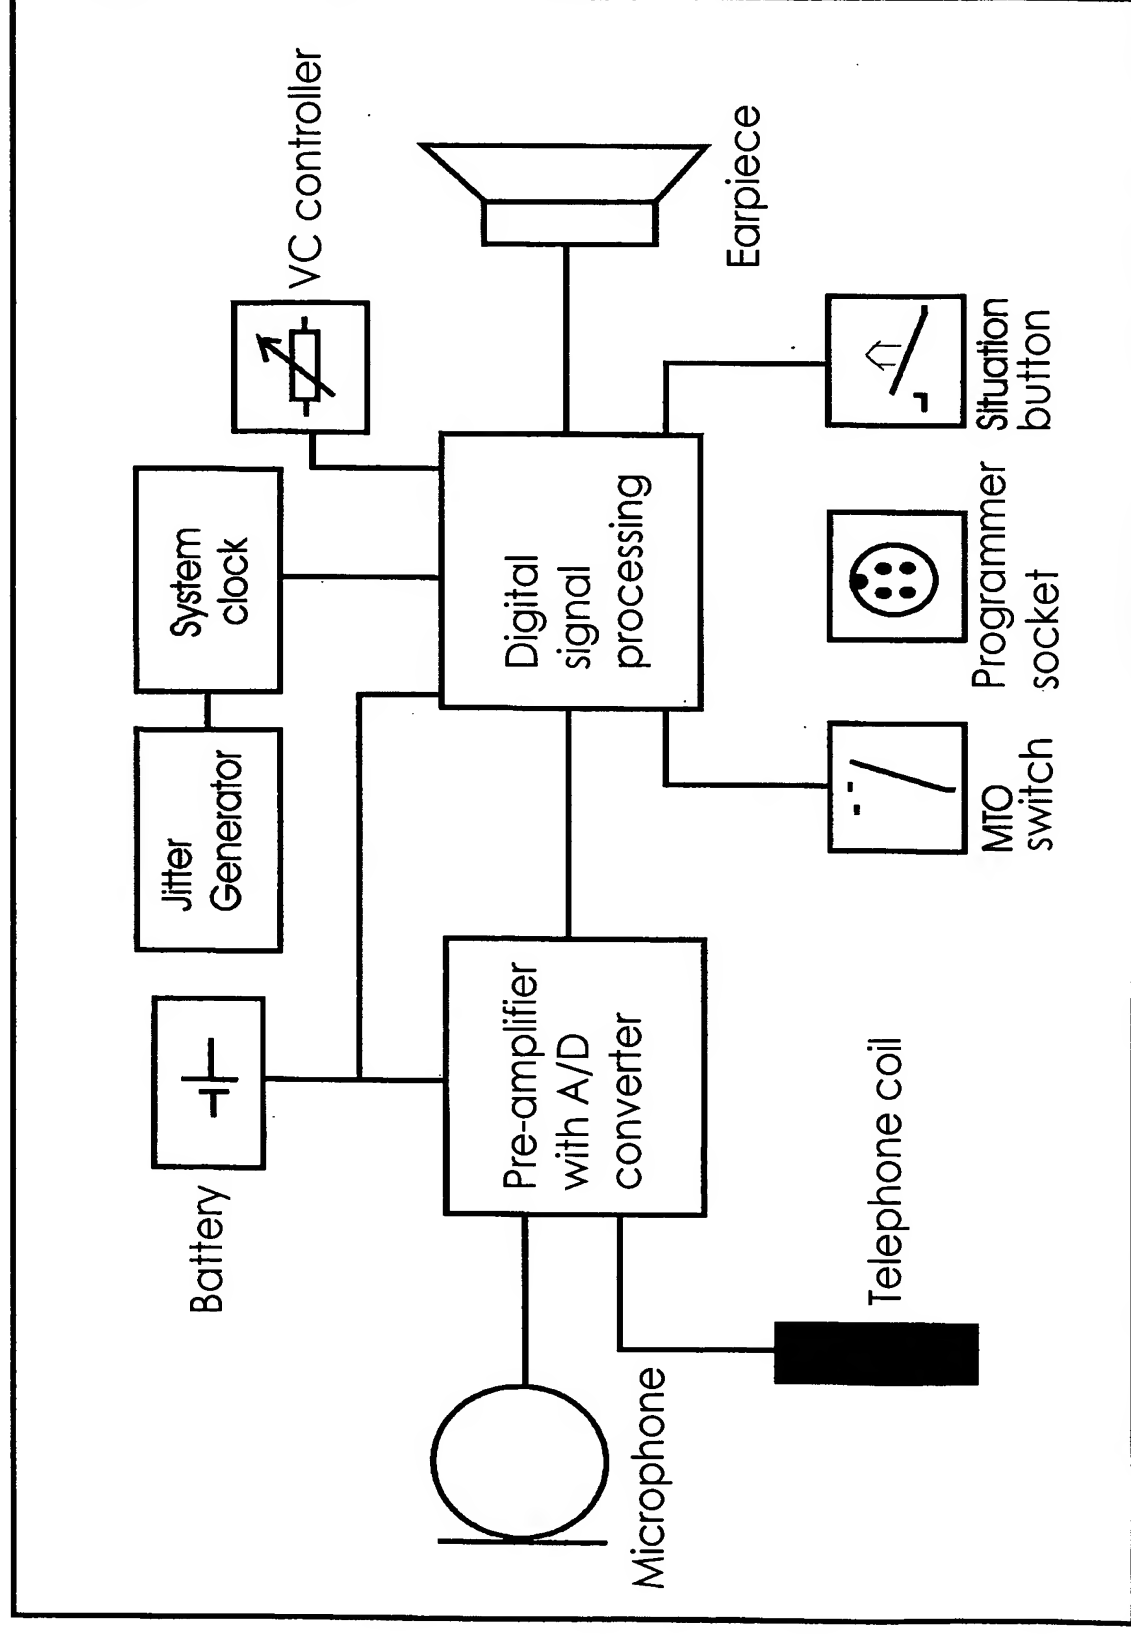 Battery
Jitter
Generator
System
clock
VC controller
Microphone
Pre-amplifier
with A/D
converter
Digital
signal
processing
Earpiece
Telephone coil
MTO
switch
Programmer
socket
Situation
button